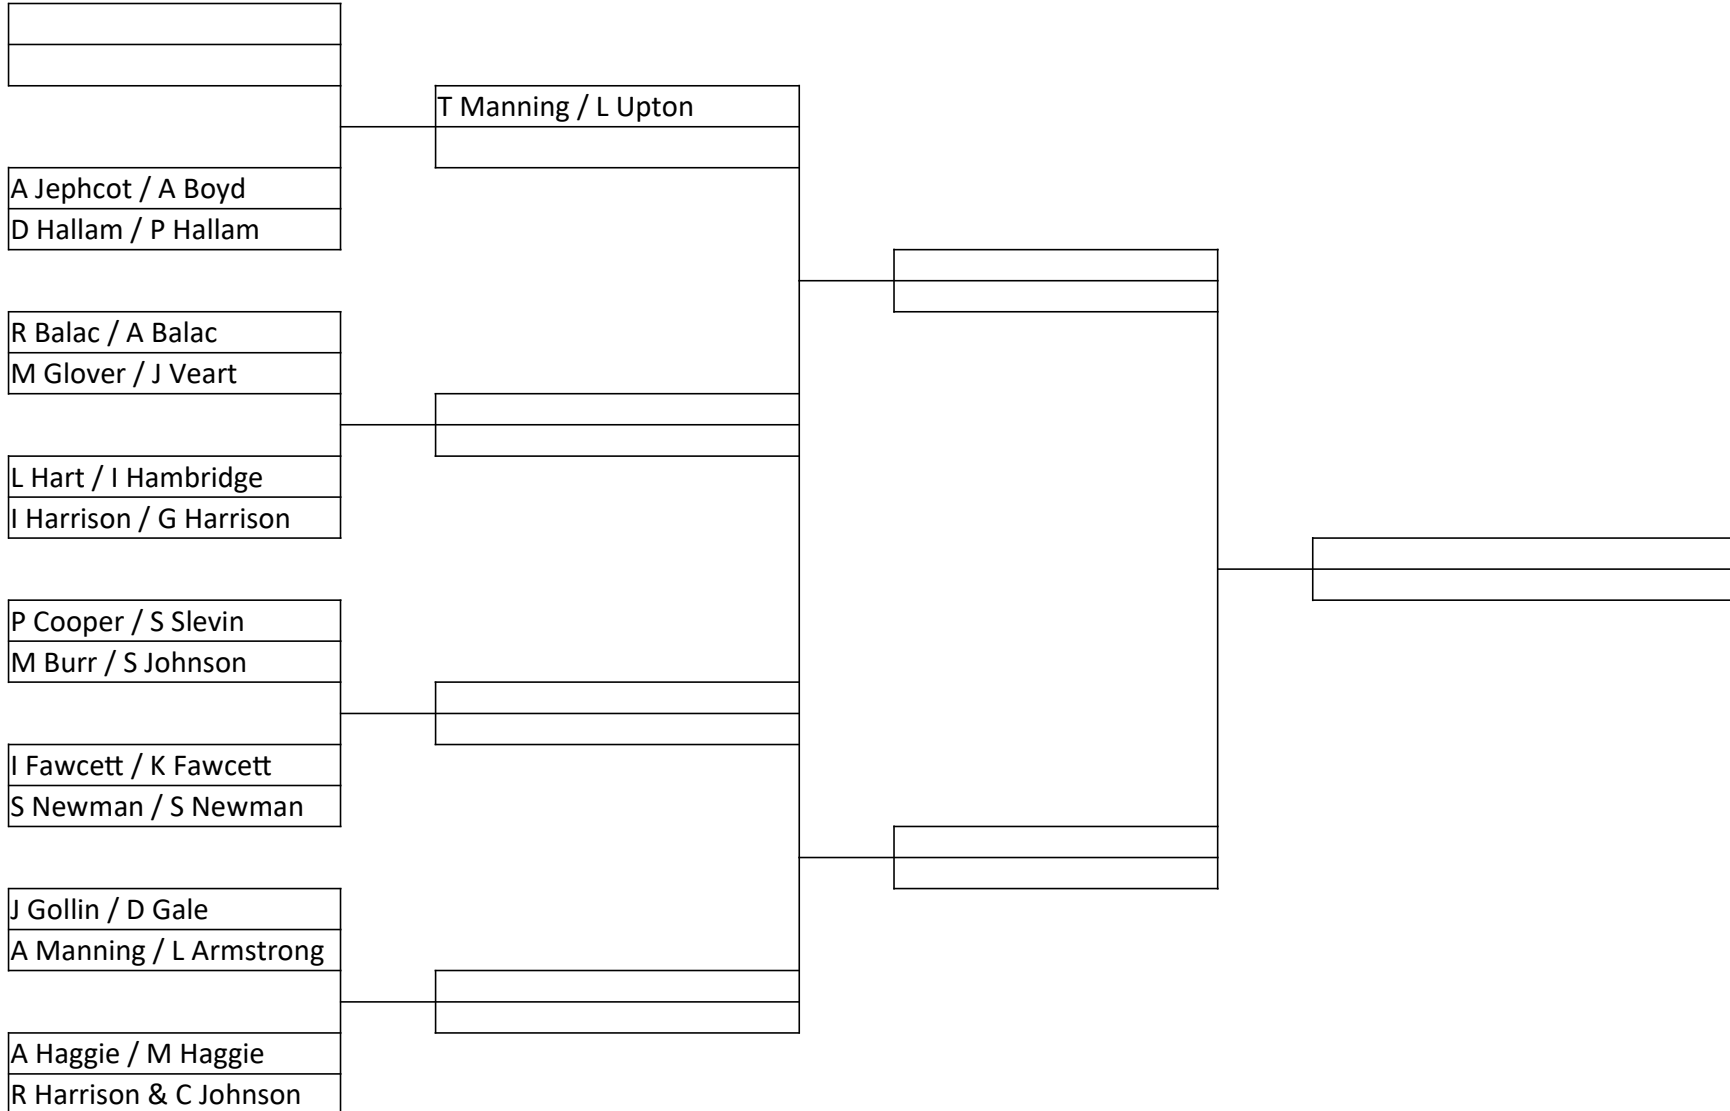 T Manning / L Upton
A Jephcot / A Boyd
D Hallam / P Hallam
R Balac / A Balac
M Glover / J Veart
L Hart / I Hambridge
I Harrison / G Harrison
P Cooper / S Slevin
M Burr / S Johnson
I Fawcett / K Fawcett
S Newman / S Newman
J Gollin / D Gale
A Manning / L Armstrong
A Haggie / M Haggie
R Harrison & C Johnson